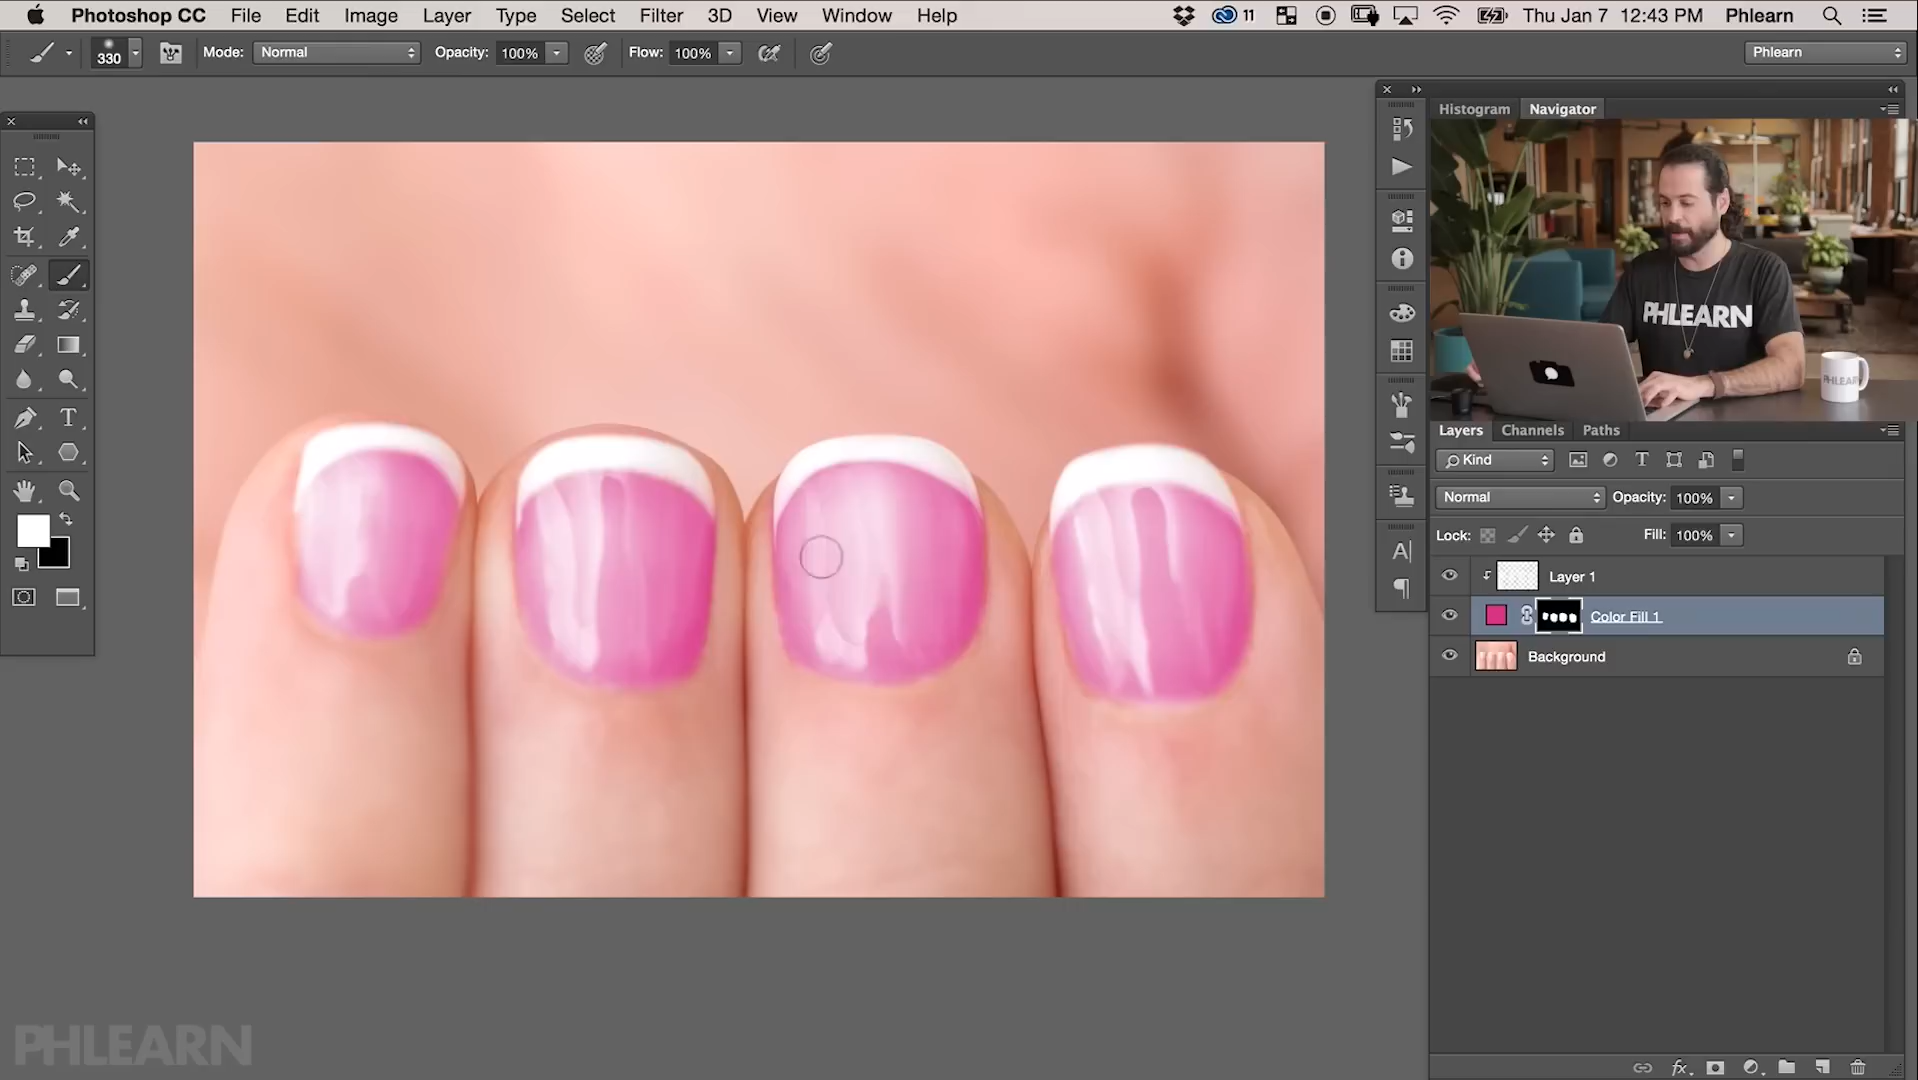 Photoshop CC File Edit Image Layer Type Select Filter 3D View Window Help 11 Thu Jan 7 12:43 PM Phlearn
330 Mode: Normal Opacity: 100% Flow: 100% Phlearn
Histogram Navigator
PHLEARN
PHLEARN
Layers Channels Paths
Kind T
Normal Opacity: 100%
Lock: Fill: 100%
Layer 1
Color Fill 1
Background
PHLEARN
fx